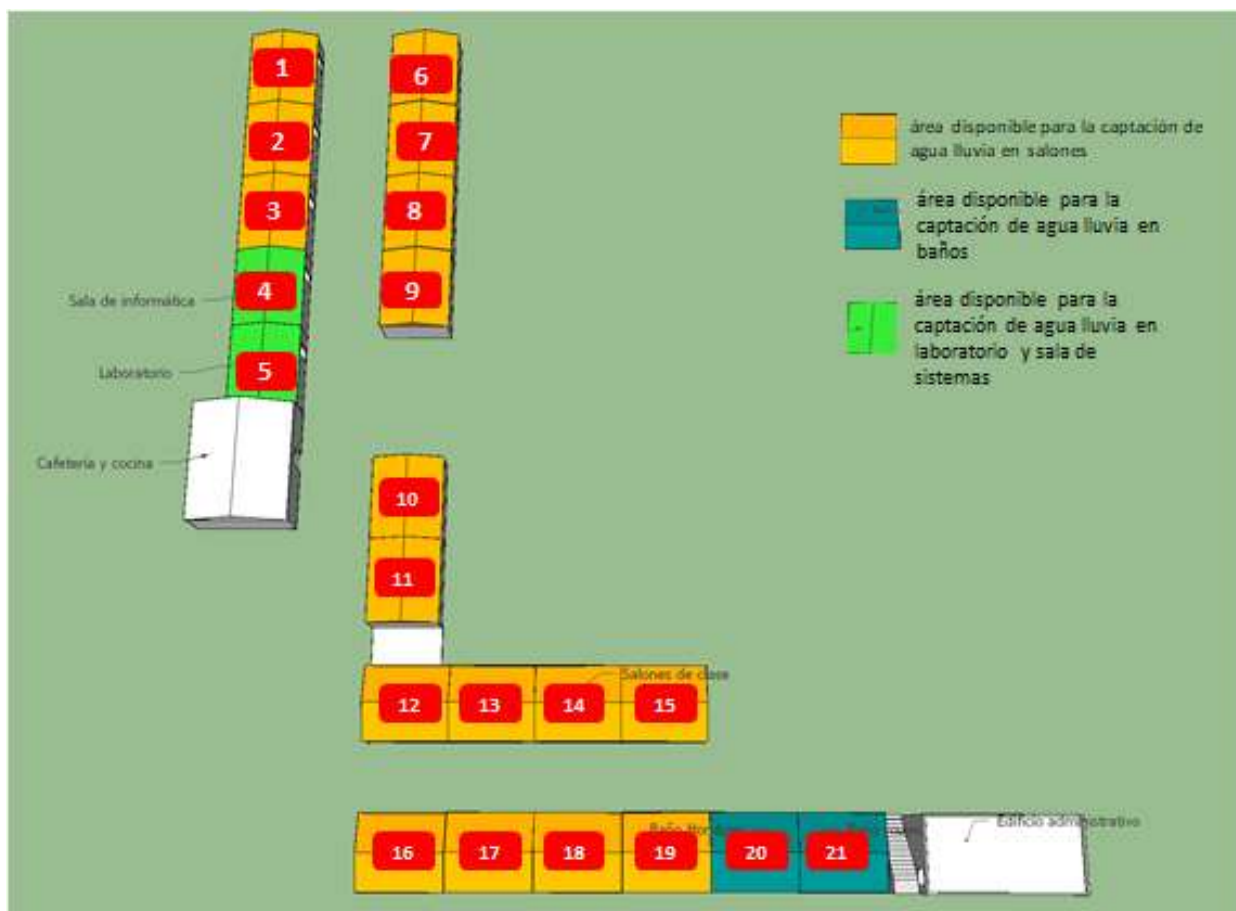 1
6
2
7
3
8
4
9
5
Sala de informática
Laboratorio
Cafetería y cocina
área disponible para la captación de
agua lluvia en salones
área disponible para la
captación de agua lluvia en
baños
área disponible para la
captación de agua lluvia en
laboratorio y sala de
sistemas
10
11
Salones de clase
12
13
14
15
Edificio administrativo
16
17
18
19
20
21